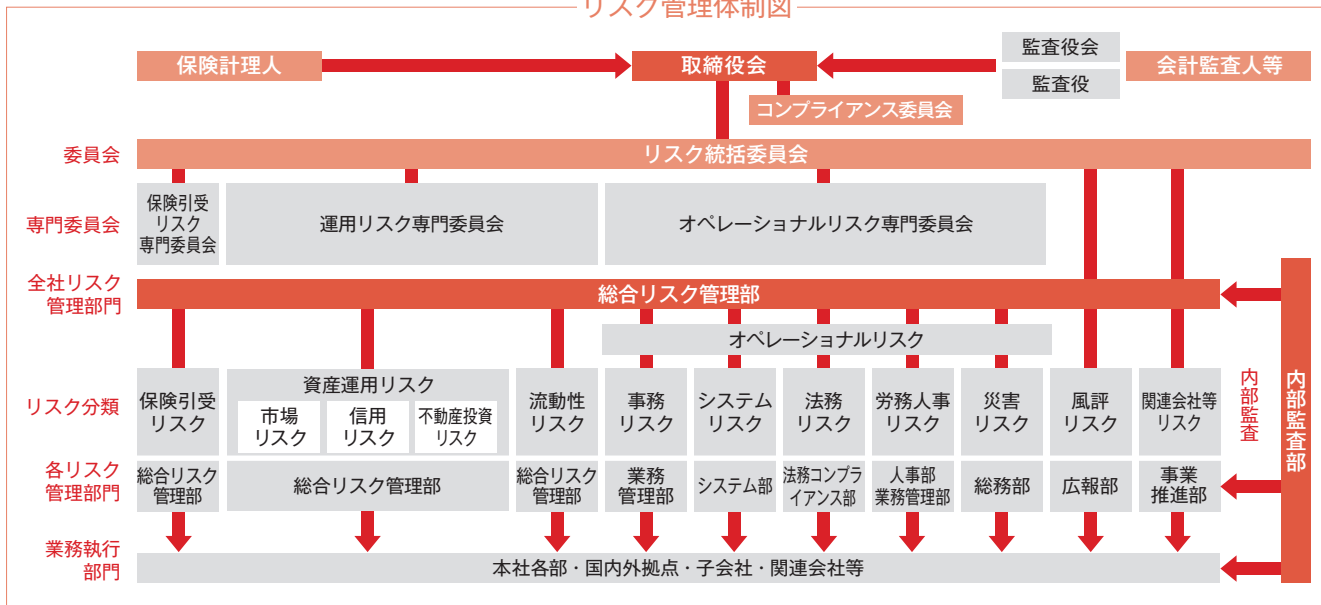 リスク管理体制図
保険計理人
取締役会
監査役会
監査役
会計監査人等
コンプライアンス委員会
委員会
リスク統括委員会
専門委員会
保険引受
リスク
専門委員会
運用リスク専門委員会
オペレーショナルリスク専門委員会
全社リスク
管理部門
総合リスク管理部
オペレーショナルリスク
リスク分類
保険引受
リスク
資産運用リスク
市場
リスク
信用
リスク
不動産投資
リスク
流動性
リスク
事務
リスク
システム
リスク
法務
リスク
労務人事
リスク
災害
リスク
風評
リスク
関連会社等
リスク
内部監査
内部監査部
各リスク
管理部門
総合リスク
管理部
総合リスク管理部
総合リスク
管理部
業務
管理部
システム部
法務コンプラ
イアンス部
人事部
業務管理部
総務部
広報部
事業
推進部
業務執行
部門
本社各部・国内外拠点・子会社・関連会社等